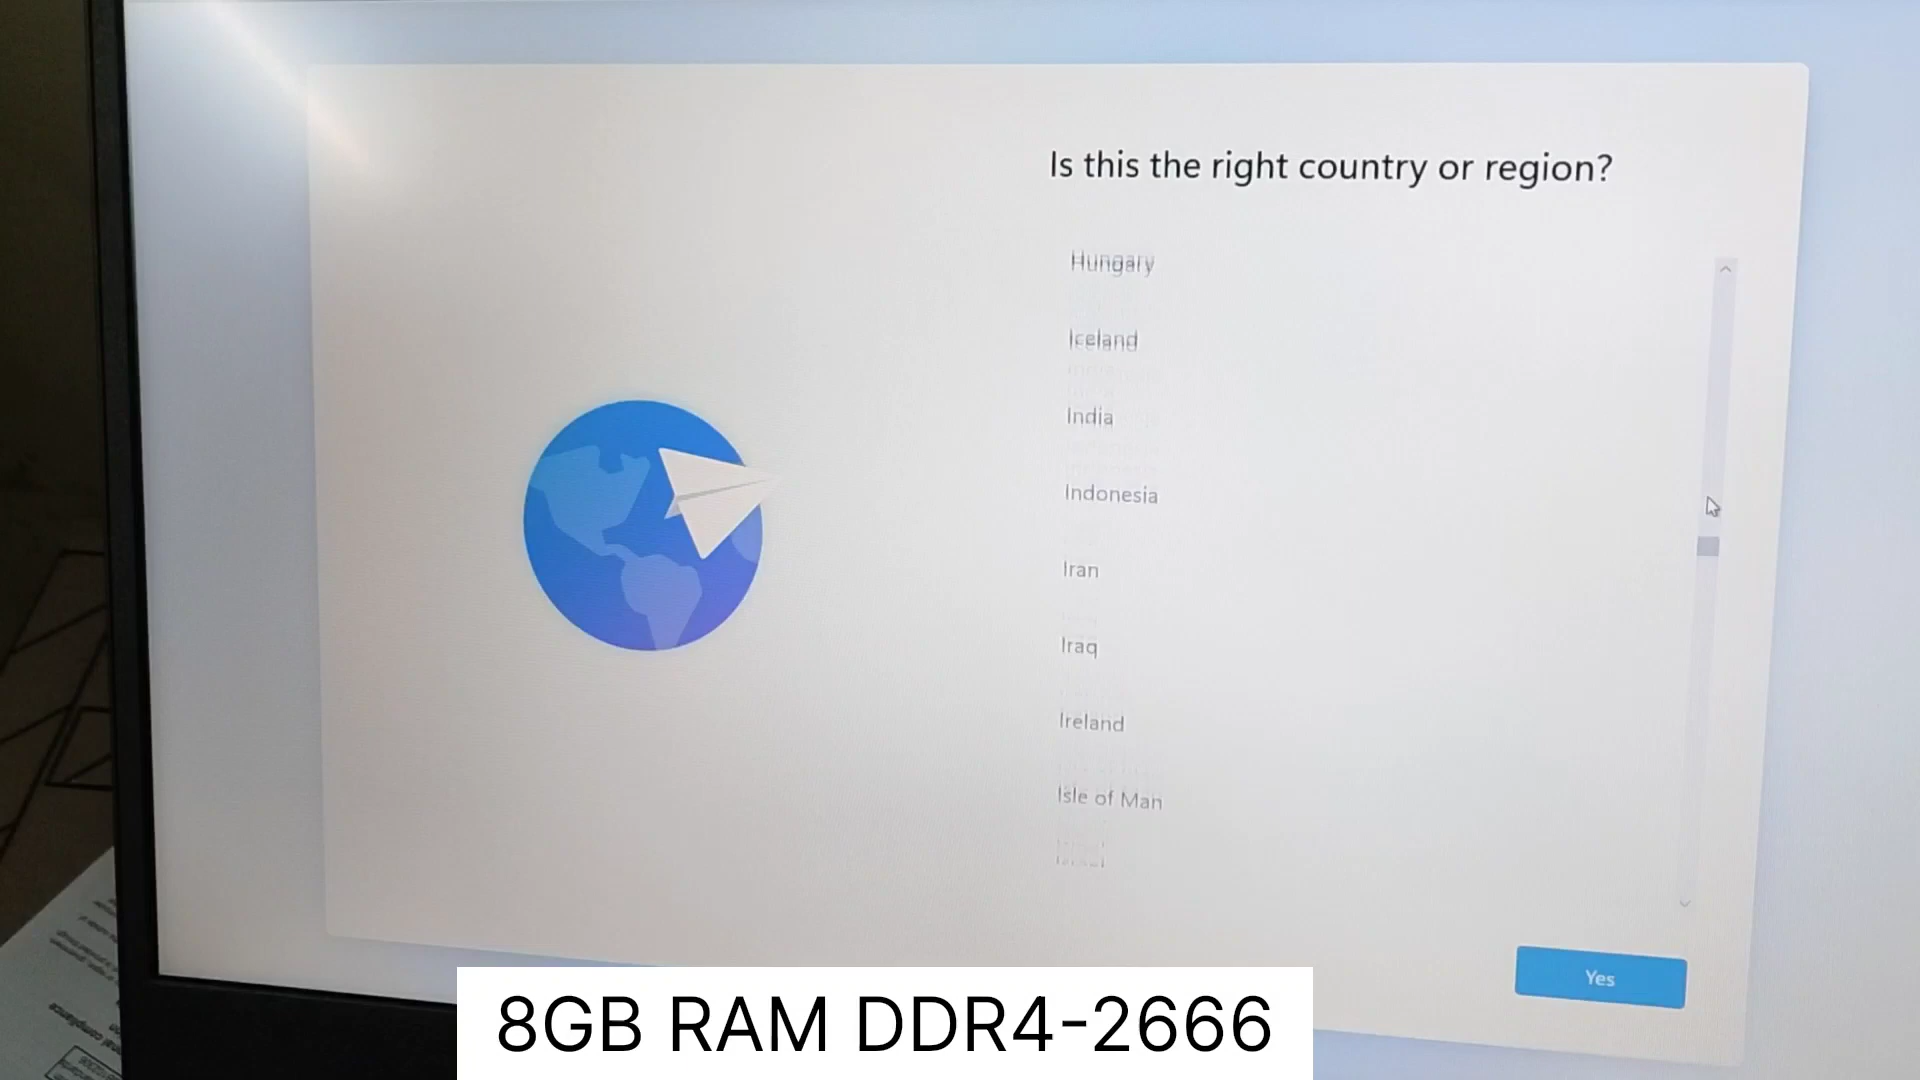 Is this the right country or region?
Hungary
Iceland
India
Indonesia
Iran
Iraq
Ireland
Isle of Man
Israel
Yes
8GB RAM DDR4-2666